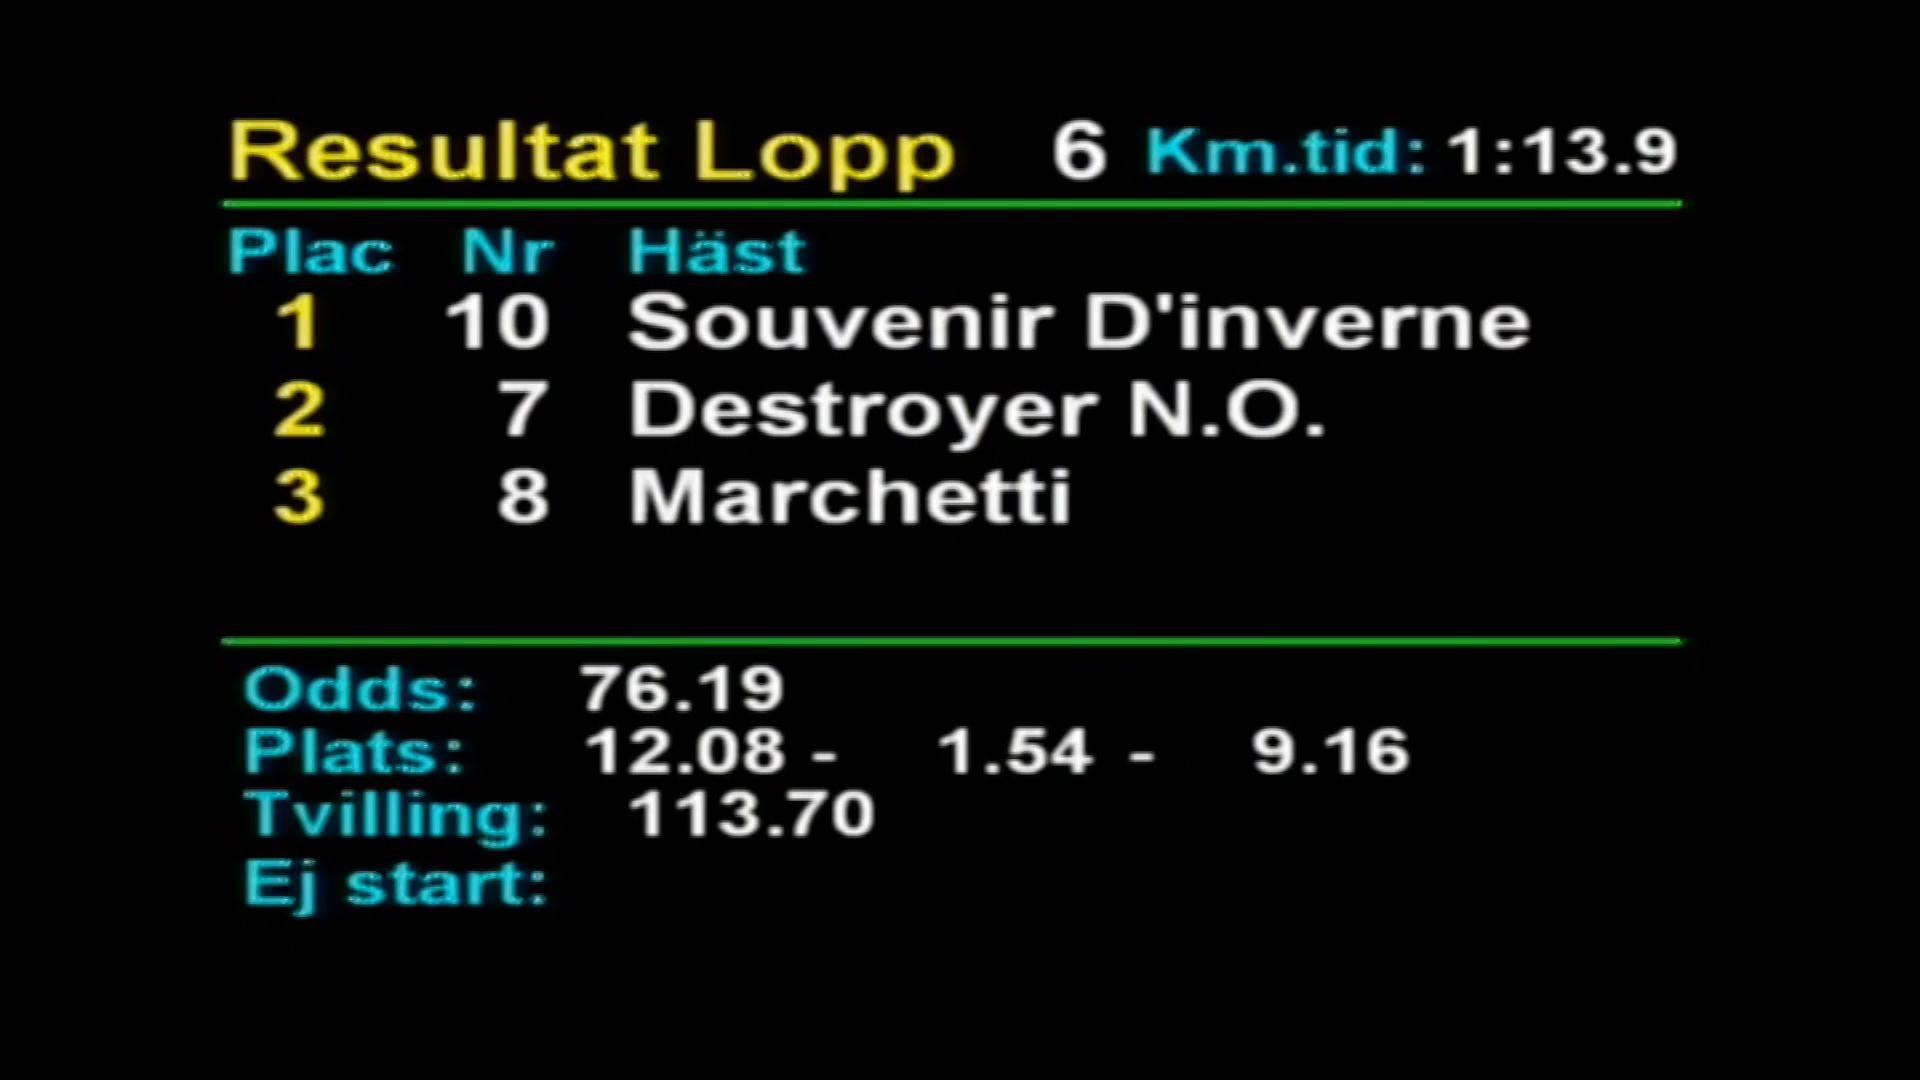 Resultat Lopp 6 Km.tid: 1:13.9
Plac Nr Häst
1 10 Souvenir D'inverne
2 7 Destroyer N.O.
3 8 Marchetti
Odds: 76.19
Plats: 12.08 - 1.54 - 9.16
Tvilling: 113.70
Ej start: